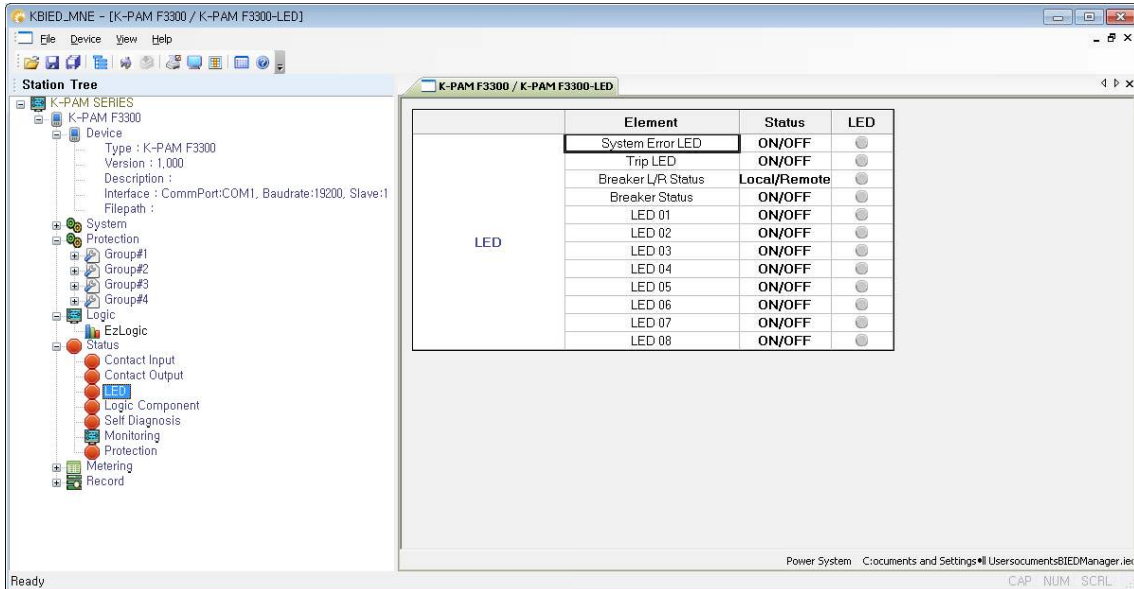 KBIED_MNE - [K-PAM F3300 / K-PAM F3300-LED]
File Device View Help
Station Tree
K-PAM SERIES
K-PAM F3300
Device
Type : K-PAM F3300
Version : 1,000
Description :
Interface : CommPort:COM1, Baudrate:19200, Slave:1
Filepath :
System
Protection
Group#1
Group#2
Group#3
Group#4
Logic
EzLogic
Status
Contact Input
Contact Output
LED
Logic Component
Self Diagnosis
Monitoring
Protection
Metering
Record
K-PAM F3300 / K-PAM F3300-LED
Element Status LED
LED
System Error LED ON/OFF
Trip LED ON/OFF
Breaker L/R Status Local/Remote
Breaker Status ON/OFF
LED 01 ON/OFF
LED 02 ON/OFF
LED 03 ON/OFF
LED 04 ON/OFF
LED 05 ON/OFF
LED 06 ON/OFF
LED 07 ON/OFF
LED 08 ON/OFF
Power System C:ocuments and Settings•ll UsersocumentsBIEDManager.iec
Ready CAP NUM SCRL